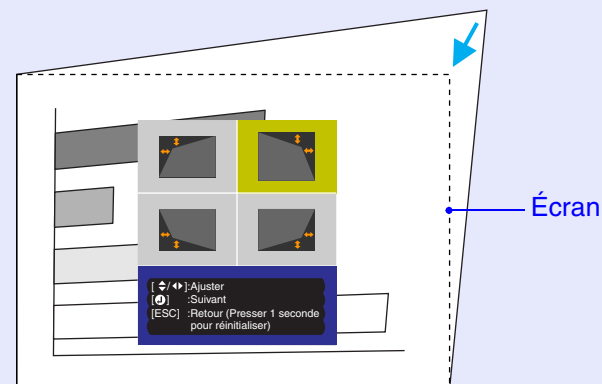 Écran
[ / ]:Ajuster
[ ] :Suivant
[ESC] :Retour (Presser 1 seconde
pour réinitialiser)